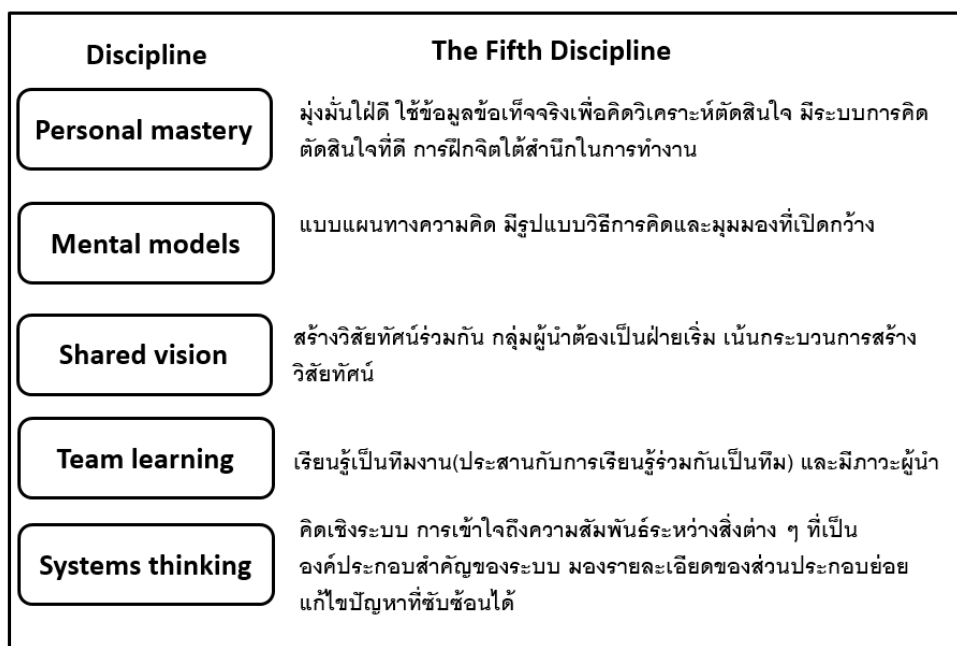 Discipline
The Fifth Discipline
Personal mastery
มุ่งมั่นใฝ่ดี ใช้ข้อมูลข้อเท็จจริงเพื่อคิดวิเคราะห์ตัดสินใจ มีระบบการคิด
ตัดสินใจที่ดี การฝึกจิตใต้สำนึกในการทำงาน
Mental models
แบบแผนทางความคิด มีรูปแบบวิธีการคิดและมุมมองที่เปิดกว้าง
Shared vision
สร้างวิสัยทัศน์ร่วมกัน กลุ่มผู้นำต้องเป็นฝ่ายเริ่ม เน้นกระบวนการสร้าง
วิสัยทัศน์
Team learning
เรียนรู้เป็นทีมงาน(ประสานกับการเรียนรู้ร่วมกันเป็นทีม) และมีภาวะผู้นำ
Systems thinking
คิดเชิงระบบ การเข้าใจถึงความสัมพันธ์ระหว่างสิ่งต่าง ๆ ที่เป็น
องค์ประกอบสำคัญของระบบ มองรายละเอียดของส่วนประกอบย่อย
แก้ไขปัญหาที่ซับซ้อนได้